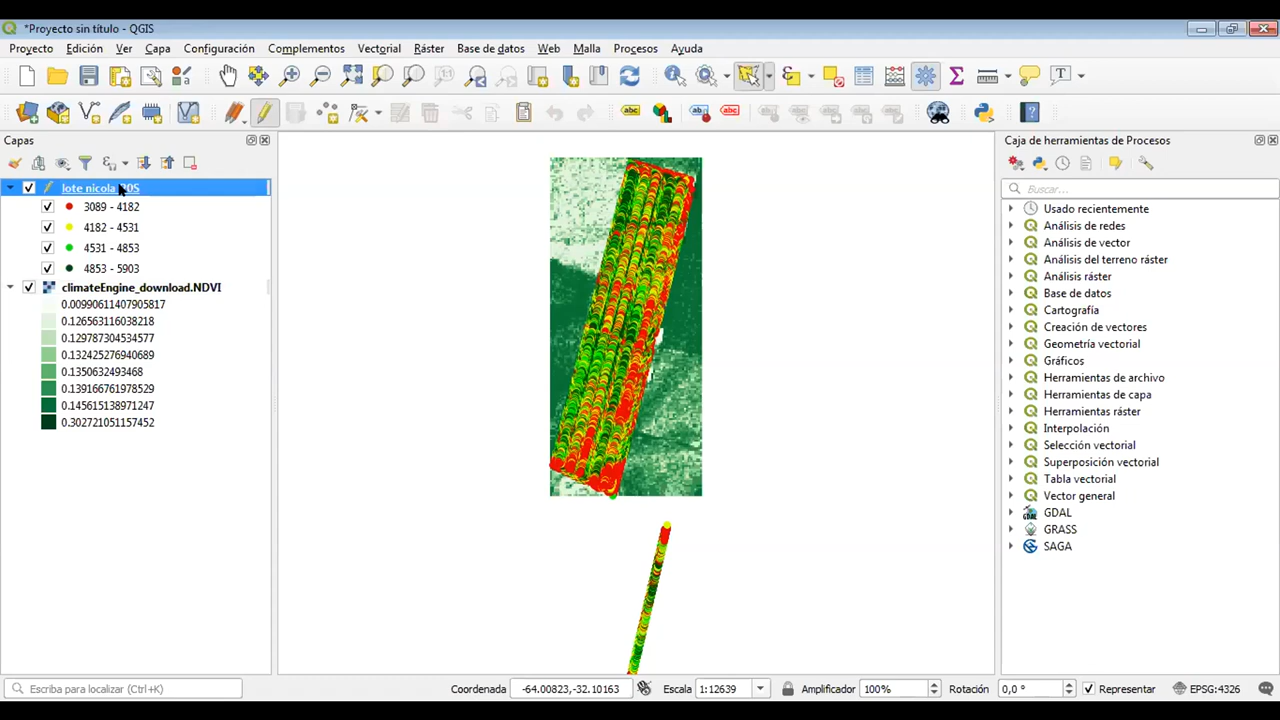 *Proyecto sin título - QGIS
Proyecto Edición Ver Capa Configuración Complementos Vectorial Ráster Base de datos Web Malla Procesos Ayuda
Capas
Caja de herramientas de Procesos
Buscar...
lote nicola
3089 - 4182
4182 - 4531
4531 - 4853
4853 - 5903
climateEngine_download.NDVI
0.00990611407905817
0.126563116038218
0.129787304534577
0.132425276940689
0.1350632493468
0.139166761978529
0.145615138971247
0.302721051157452
Usado recientemente
Análisis de redes
Análisis de vector
Análisis del terreno ráster
Análisis ráster
Base de datos
Cartografía
Creación de vectores
Geometría vectorial
Gráficos
Herramientas de archivo
Herramientas de capa
Herramientas ráster
Interpolación
Selección vectorial
Superposición vectorial
Tabla vectorial
Vector general
GDAL
GRASS
SAGA
Escriba para localizar (Ctrl+K)
Coordenada -64.00823,-32.10163 Escala 1:12639 Amplificador 100% Rotación 0,0 ° Representar EPSG:4326